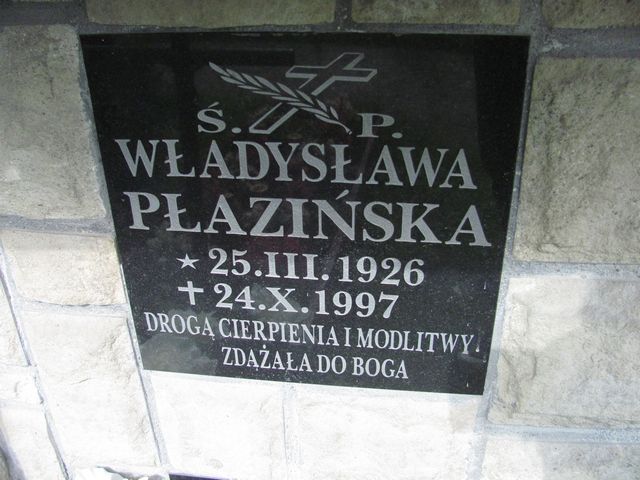 Ś. P.
WŁADYSŁAWA
PŁAZIŃSKA
★ 25.III.1926
✝ 24.X.1997
DROGĄ CIERPIENIA I MODLITWY
ZDĄŻAŁA DO BOGA